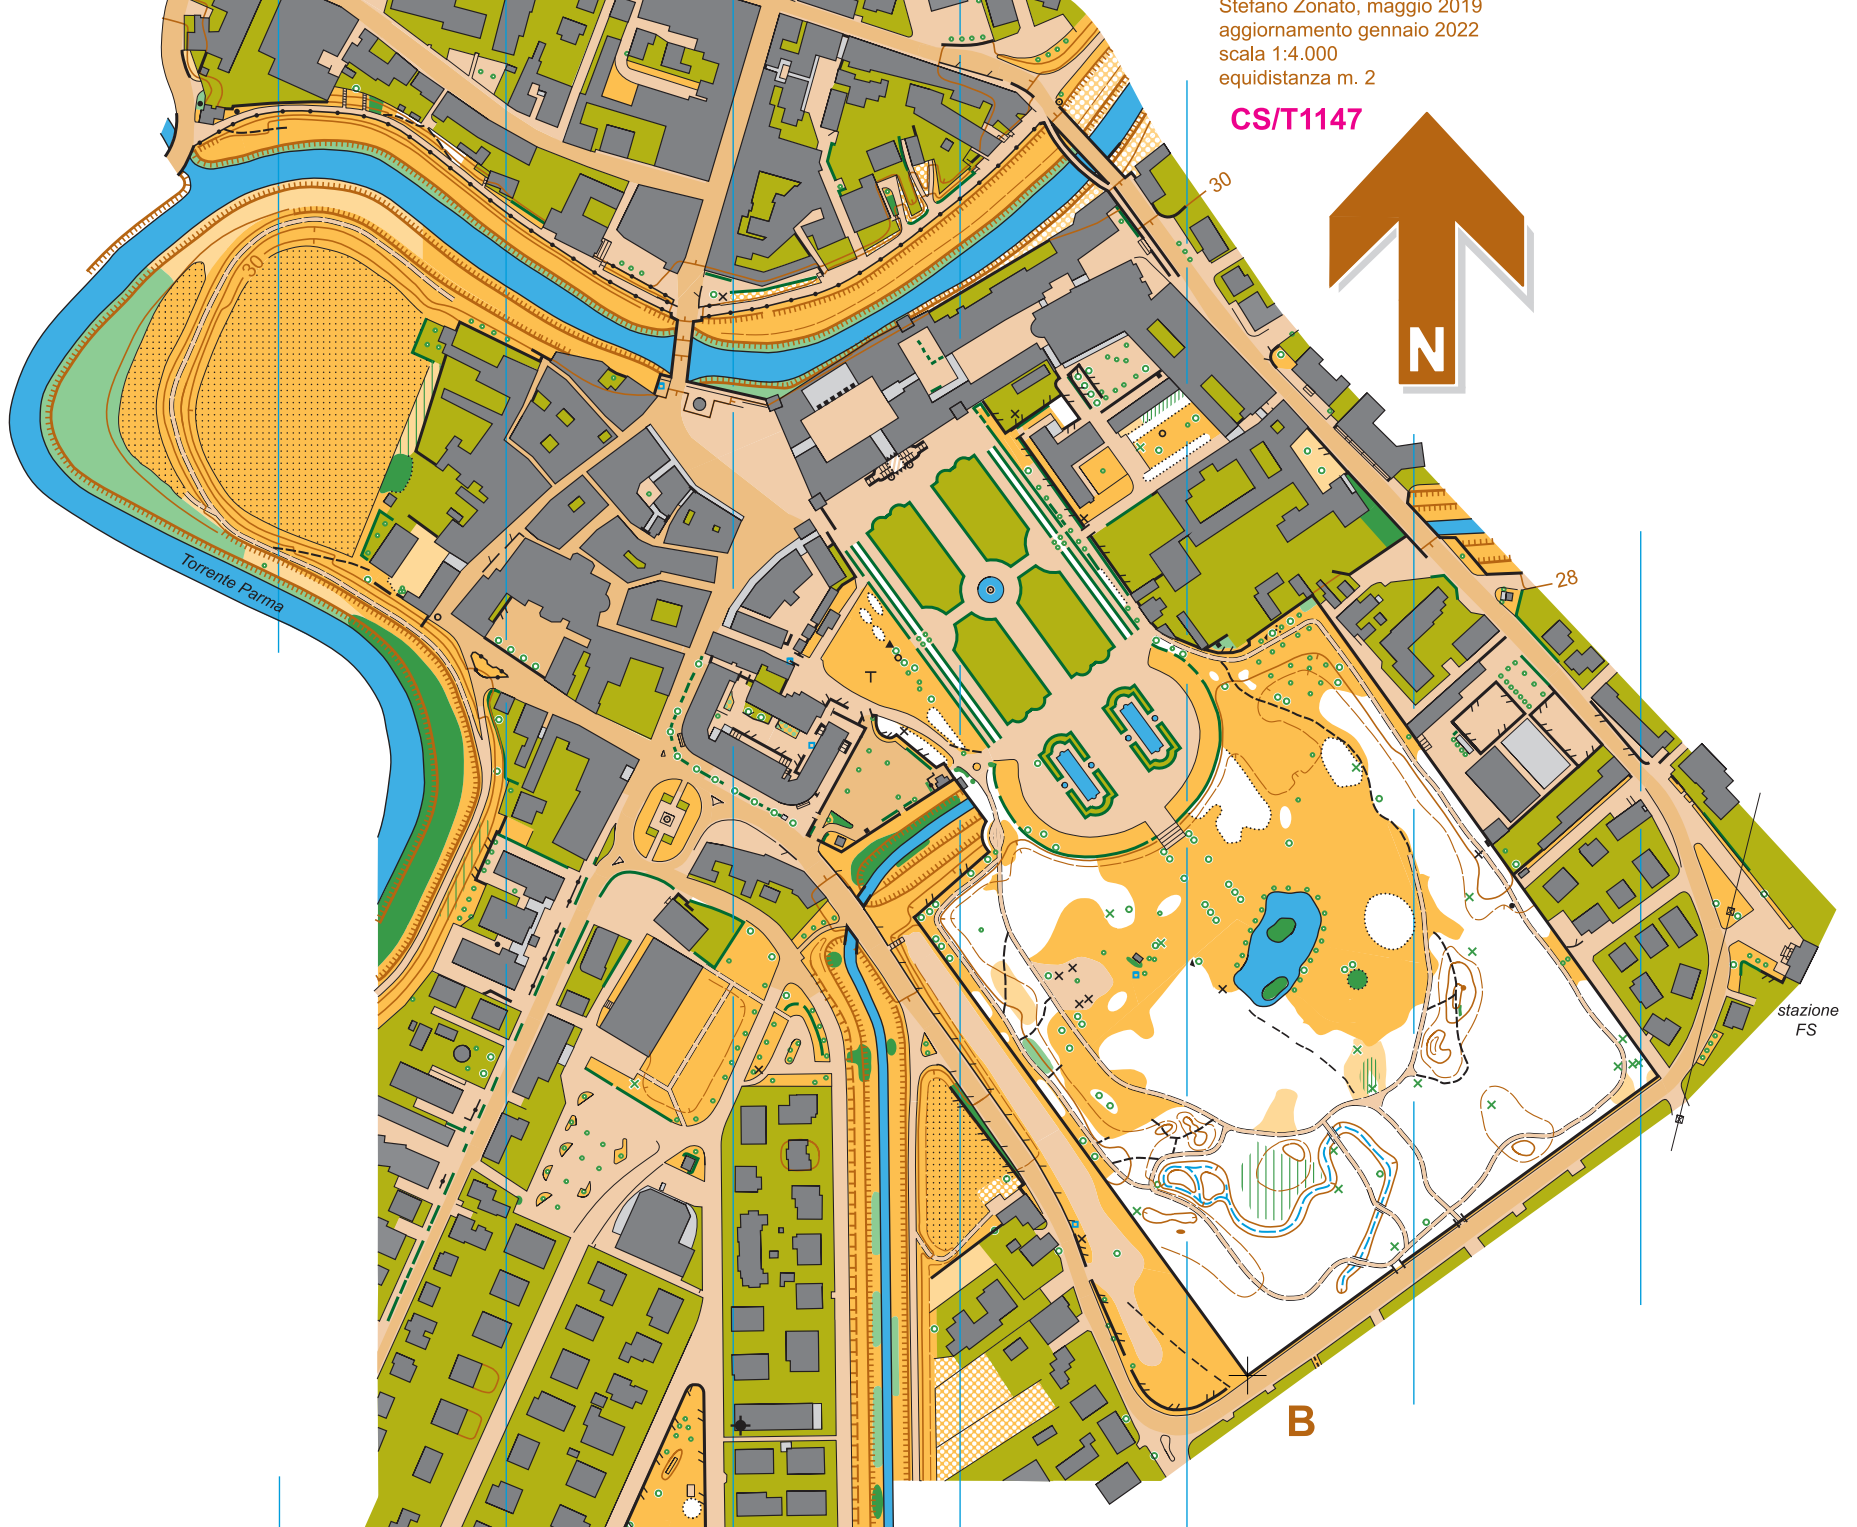 Stefano Zonato, maggio 2019
aggiornamento gennaio 2022
scala 1:4.000
equidistanza m. 2
CS/T1147
30
N
30
Torrente Parma
28
stazione
FS
B